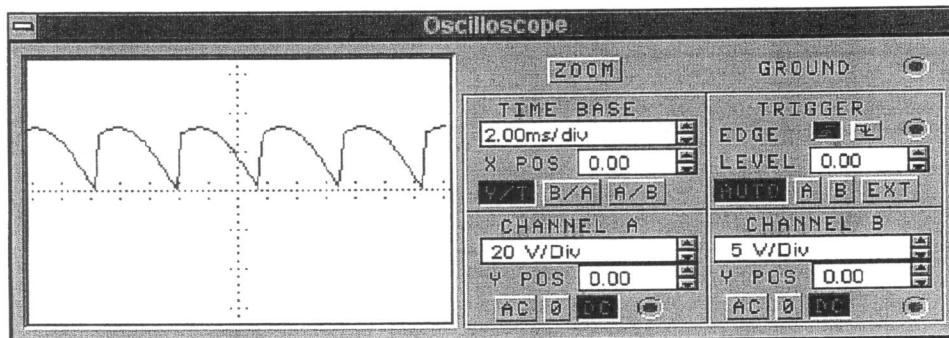 Oscilloscope
ZOOM GROUND
TIME BASE
2.00ms/div
X POS 0.00
Y/T B/A A/B
TRIGGER
EDGE
LEVEL 0.00
AUTO A B EXT
CHANNEL A
20 V/Div
Y POS 0.00
AC 0 DC
CHANNEL B
5 V/Div
Y POS 0.00
AC 0 DC